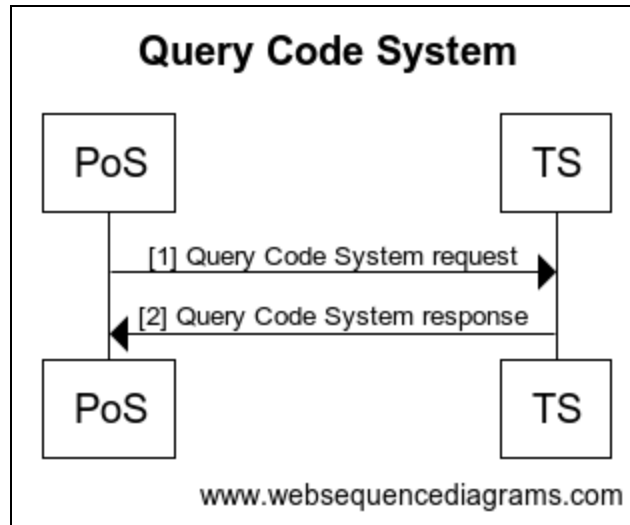 Query Code System
PoS
TS
[1] Query Code System request
[2] Query Code System response
PoS
TS
www.websequencediagrams.com